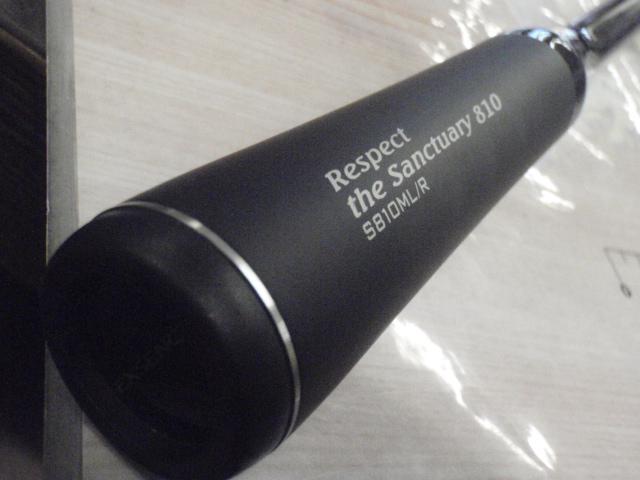 Respect
the Sanctuary 810
S810ML/R